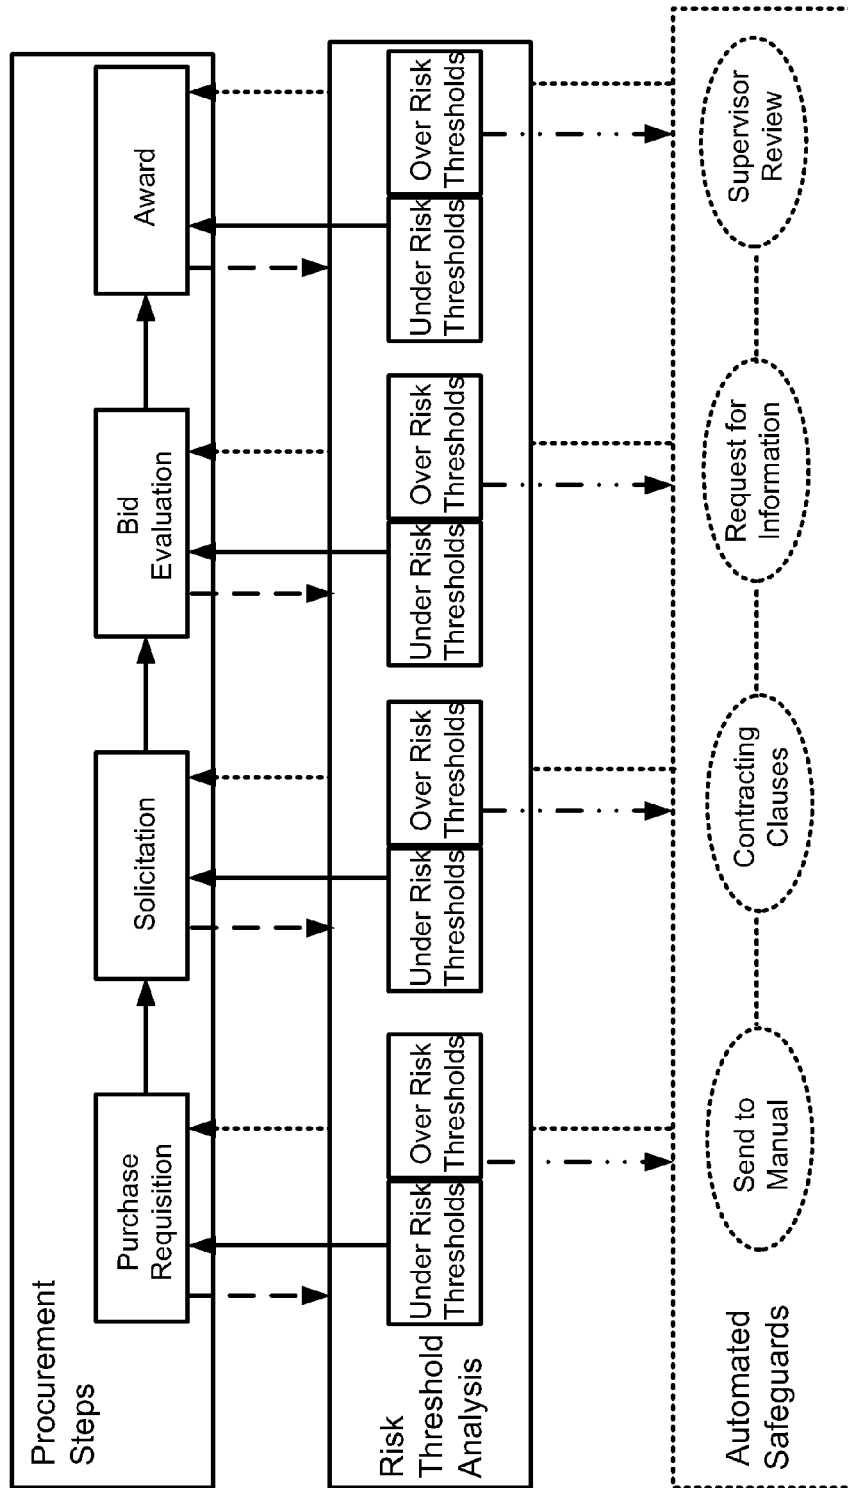 Procurement
Steps
Purchase
Requisition
Solicitation
Bid
Evaluation
Award
Risk
Threshold
Analysis
Under Risk
Thresholds
Over Risk
Thresholds
Under Risk
Thresholds
Over Risk
Thresholds
Under Risk
Thresholds
Over Risk
Thresholds
Under Risk
Thresholds
Over Risk
Thresholds
Automated
Safeguards
Send to
Manual
Contracting
Clauses
Request for
Information
Supervisor
Review